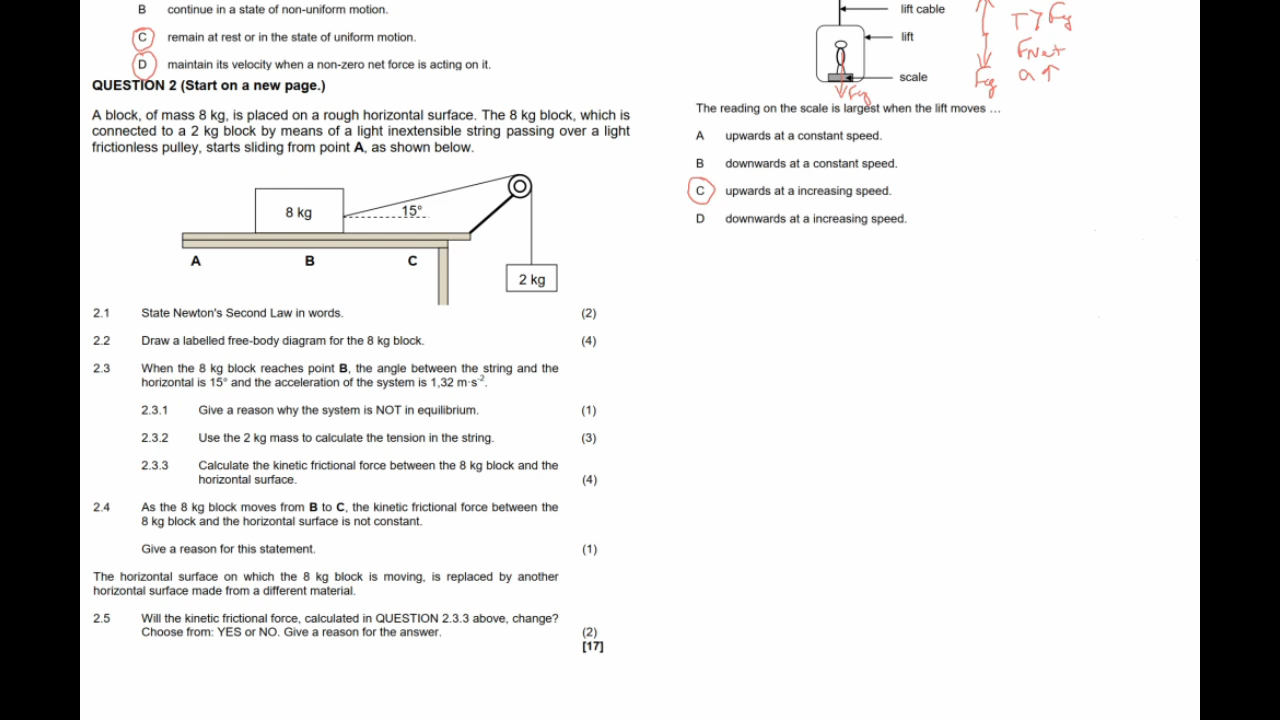 B continue in a state of non-uniform motion.
C remain at rest or in the state of uniform motion.
D maintain its velocity when a non-zero net force is acting on it.
QUESTION 2 (Start on a new page.)
A block, of mass 8 kg, is placed on a rough horizontal surface. The 8 kg block, which is
connected to a 2 kg block by means of a light inextensible string passing over a light
frictionless pulley, starts sliding from point A, as shown below.
8 kg
15°
A B C
2 kg
2.1 State Newton's Second Law in words. (2)
2.2 Draw a labelled free-body diagram for the 8 kg block. (4)
2.3 When the 8 kg block reaches point B, the angle between the string and the
horizontal is 15° and the acceleration of the system is 1,32 m·s⁻².
2.3.1 Give a reason why the system is NOT in equilibrium. (1)
2.3.2 Use the 2 kg mass to calculate the tension in the string. (3)
2.3.3 Calculate the kinetic frictional force between the 8 kg block and the
horizontal surface. (4)
2.4 As the 8 kg block moves from B to C, the kinetic frictional force between the
8 kg block and the horizontal surface is not constant.
Give a reason for this statement. (1)
The horizontal surface on which the 8 kg block is moving, is replaced by another
horizontal surface made from a different material.
2.5 Will the kinetic frictional force, calculated in QUESTION 2.3.3 above, change?
Choose from: YES or NO. Give a reason for the answer. (2)
[17]
lift cable
lift
scale
Fg
T > Fg
FNet
a ↑
Fg
The reading on the scale is largest when the lift moves …
A upwards at a constant speed.
B downwards at a constant speed.
C upwards at a increasing speed.
D downwards at a increasing speed.